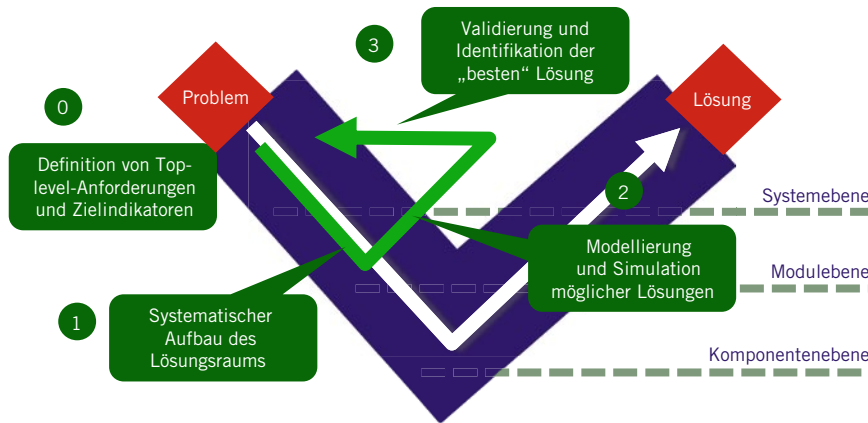 3
Validierung und
Identifikation der
„besten“ Lösung
Problem
Lösung
0
Definition von Top-
level-Anforderungen
und Zielindikatoren
2
Systemebene
Modellierung
und Simulation
möglicher Lösungen
Modulebene
1
Systematischer
Aufbau des
Lösungsraums
Komponentenebene